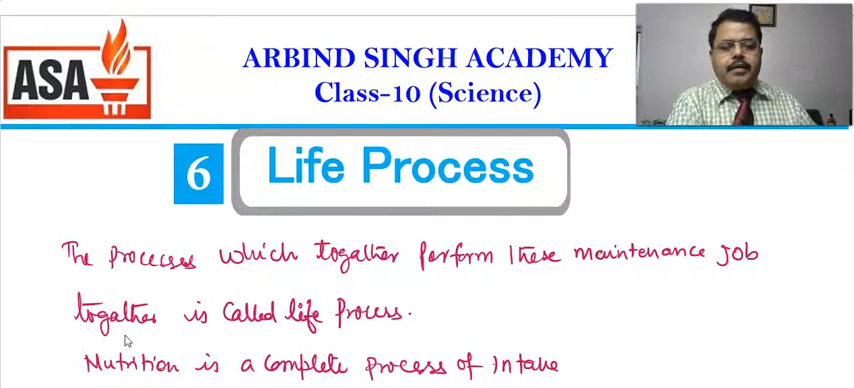 ASA
ARBIND SINGH ACADEMY
Class-10 (Science)
6
Life Process
The Processes which together perform these maintenance job
together is called life process.
Nutrition is a complete process of intake